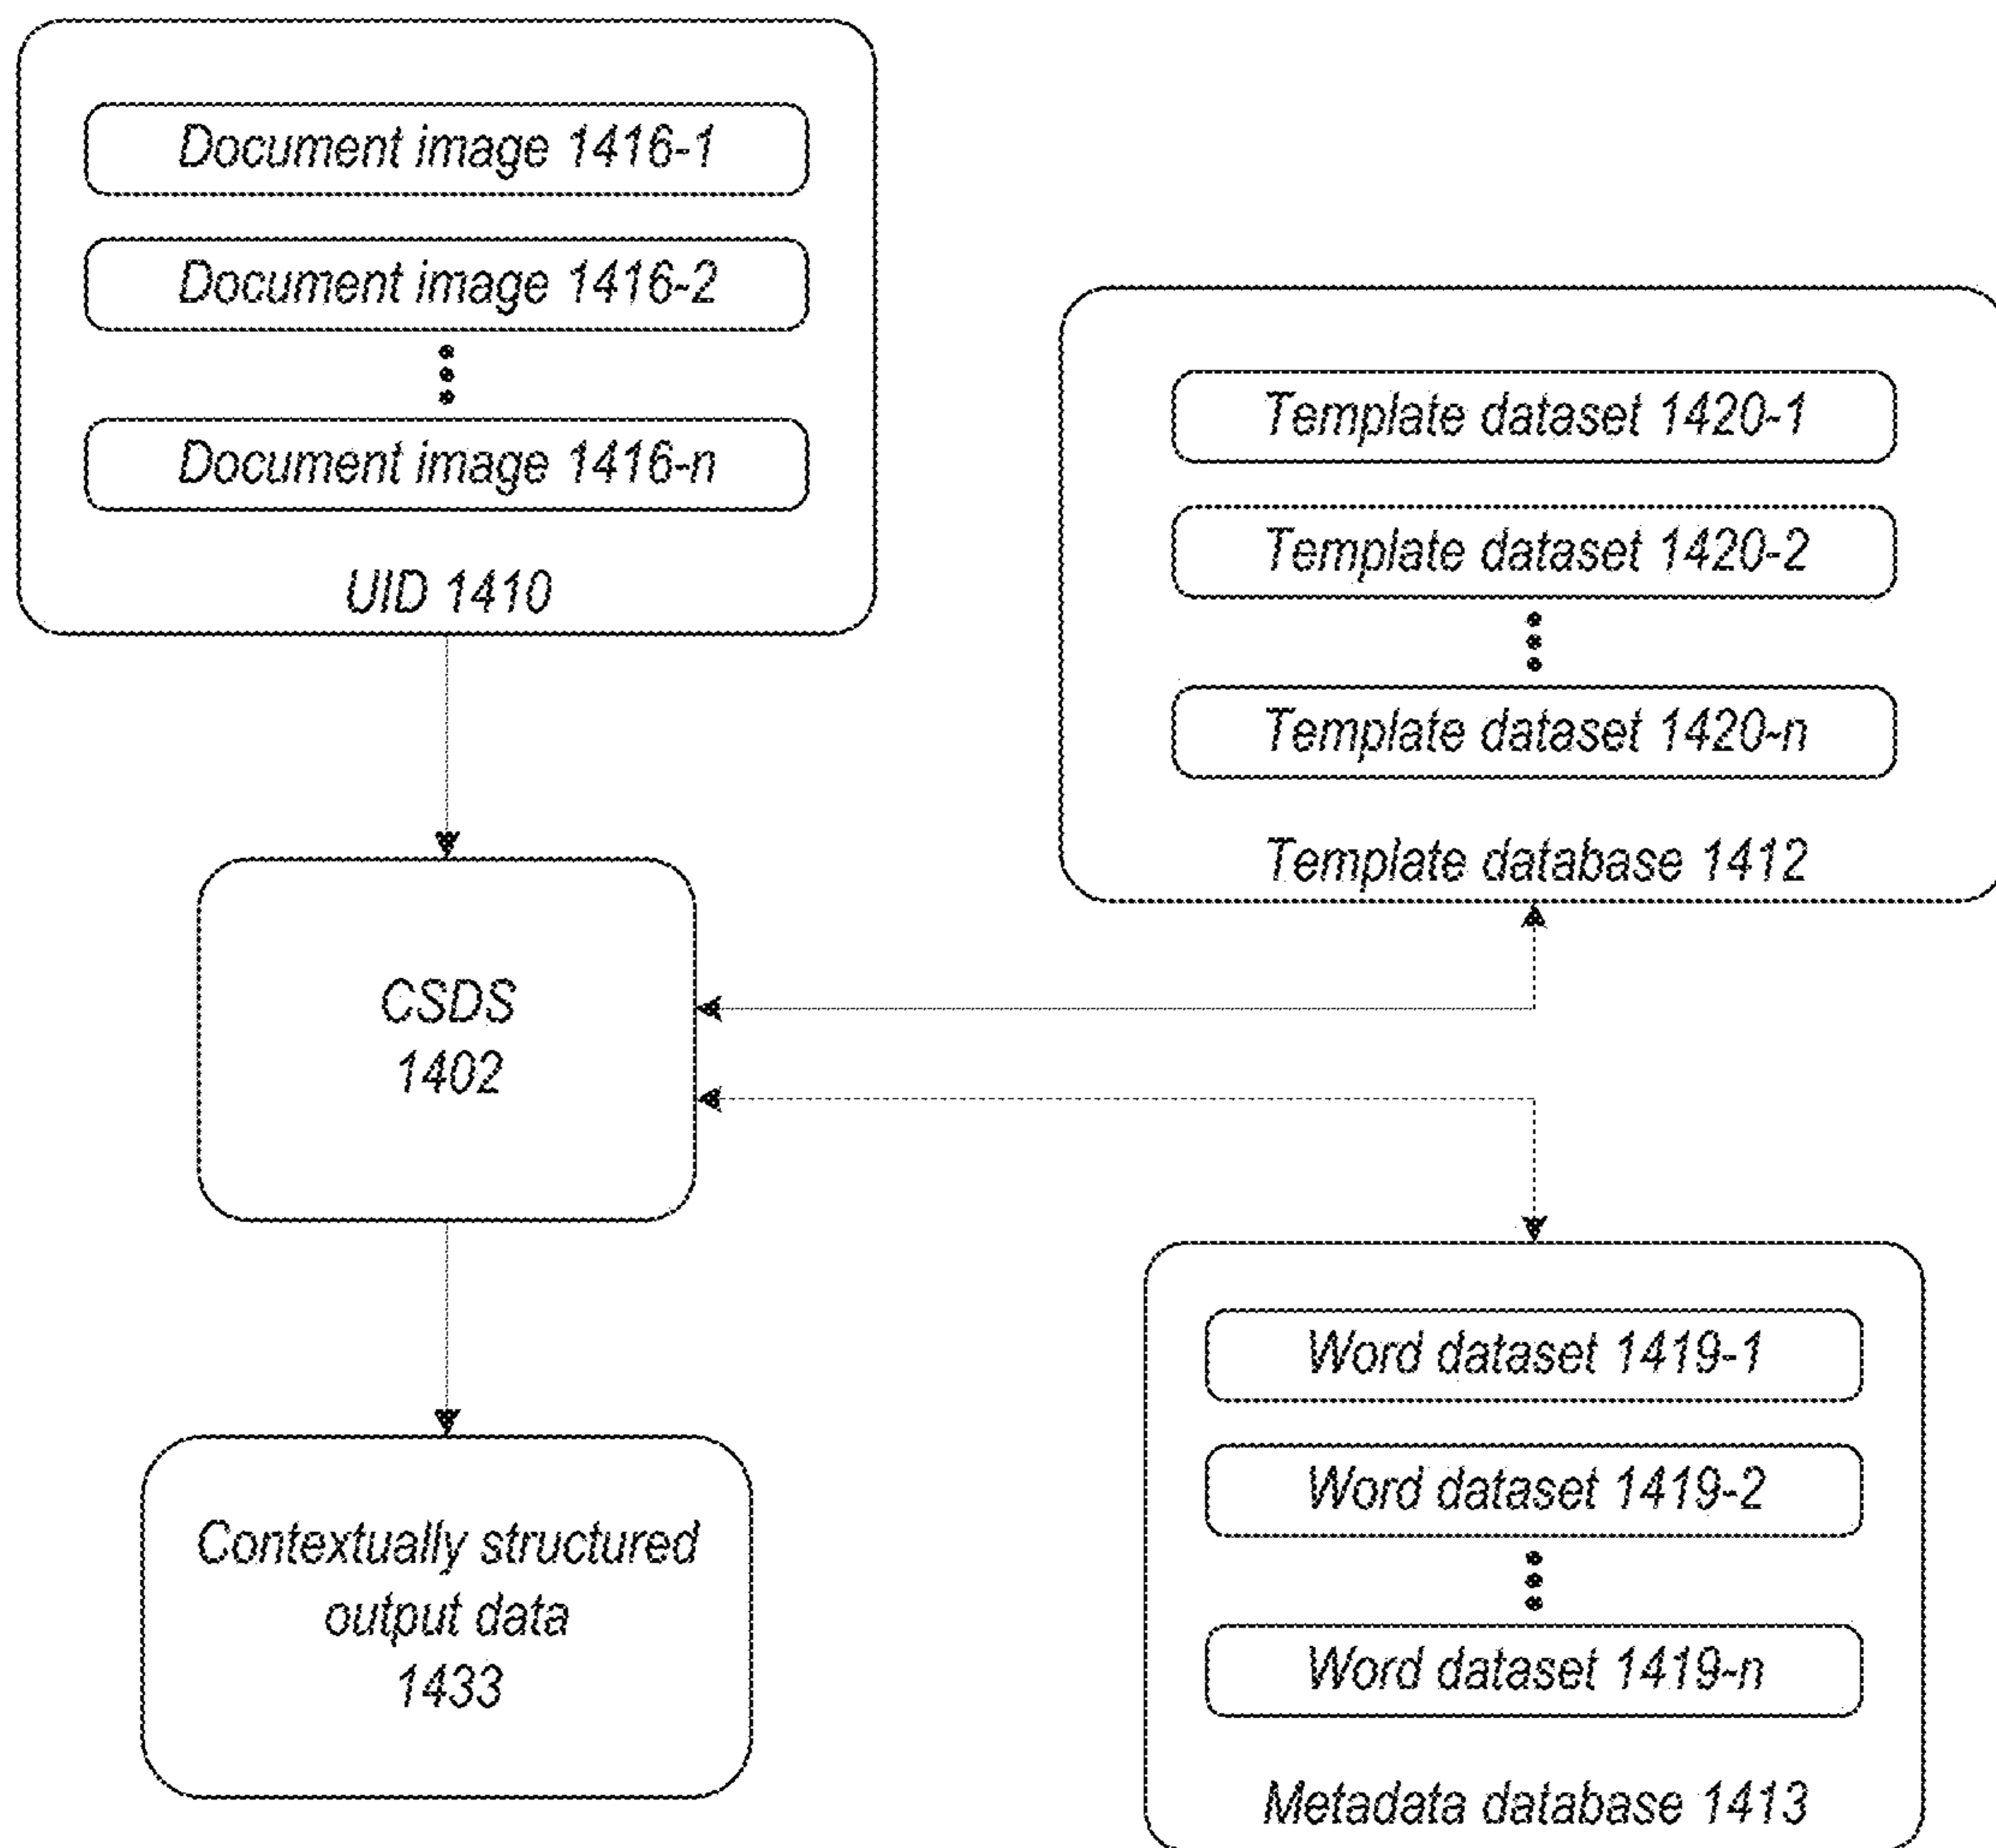 Document image 1416-1
Document image 1416-2
Document image 1416-n
UID 1410
Template dataset 1420-1
Template dataset 1420-2
Template dataset 1420-n
Template database 1412
CSDS
1402
Contextually structured
output data
1433
Word dataset 1419-1
Word dataset 1419-2
Word dataset 1419-n
Metadata database 1413